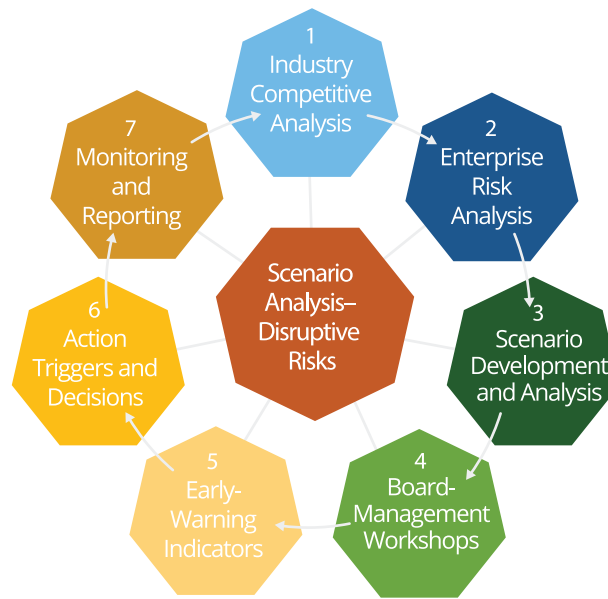 1
Industry
Competitive
Analysis
2
Enterprise
Risk
Analysis
3
Scenario
Development
and Analysis
4
Board-
Management
Workshops
5
Early-
Warning
Indicators
6
Action
Triggers and
Decisions
7
Monitoring
and
Reporting
Scenario
Analysis–
Disruptive
Risks